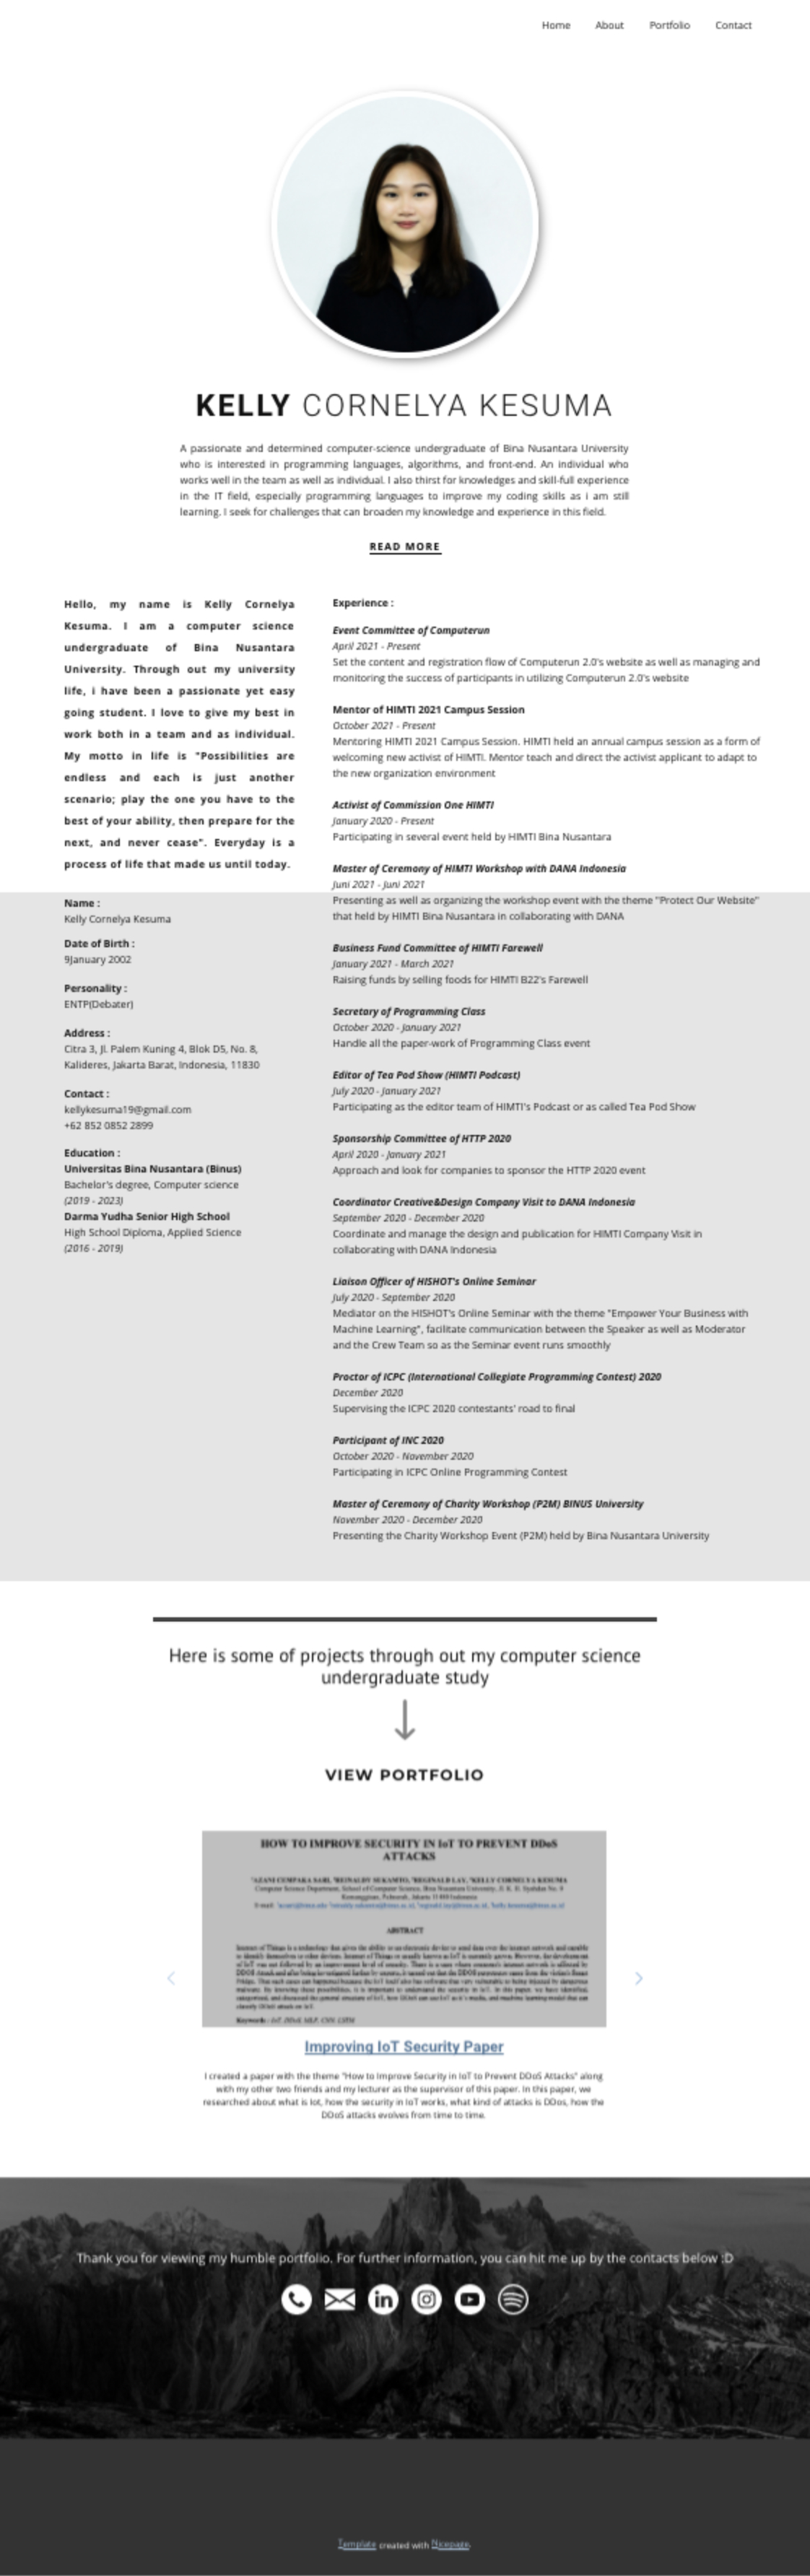 Home About Portfolio Contact
KELLY CORNELYA KESUMA
A passionate and determined computer-science undergraduate of Bina Nusantara University
who is interested in programming languages, algorithms, and front-end. An individual who
works well in the team as well as individual. I also thirst for knowledges and skill-full experience
in the IT field, especially programming languages to improve my coding skills as i am still
learning. I seek for challenges that can broaden my knowledge and experience in this field.
READ MORE
Hello, my name is Kelly Cornelya
Kesuma. I am a computer science
undergraduate of Bina Nusantara
University. Through out my university
life, i have been a passionate yet easy
going student. I love to give my best in
work both in a team and as individual.
My motto in life is "Possibilities are
endless and each is just another
scenario; play the one you have to the
best of your ability, then prepare for the
next, and never cease". Everyday is a
process of life that made us until today.
Name :
Kelly Cornelya Kesuma
Date of Birth :
9January 2002
Personality :
ENTP(Debater)
Address :
Citra 3, Jl. Palem Kuning 4, Blok D5, No. 8,
Kalideres, Jakarta Barat, Indonesia, 11830
Contact :
kellykesuma19@gmail.com
+62 852 0852 2899
Education :
Universitas Bina Nusantara (Binus)
Bachelor's degree, Computer science
(2019 - 2023)
Darma Yudha Senior High School
High School Diploma, Applied Science
(2016 - 2019)
Experience :
Event Committee of Computerun
April 2021 - Present
Set the content and registration flow of Computerun 2.0's website as well as managing and
monitoring the success of participants in utilizing Computerun 2.0's website
Mentor of HIMTI 2021 Campus Session
October 2021 - Present
Mentoring HIMTI 2021 Campus Session. HIMTI held an annual campus session as a form of
welcoming new activist of HIMTI. Mentor teach and direct the activist applicant to adapt to
the new organization environment
Activist of Commission One HIMTI
January 2020 - Present
Participating in several event held by HIMTI Bina Nusantara
Master of Ceremony of HIMTI Workshop with DANA Indonesia
Juni 2021 - Juni 2021
Presenting as well as organizing the workshop event with the theme "Protect Our Website"
that held by HIMTI Bina Nusantara in collaborating with DANA
Business Fund Committee of HIMTI Farewell
January 2021 - March 2021
Raising funds by selling foods for HIMTI B22's Farewell
Secretary of Programming Class
October 2020 - January 2021
Handle all the paper-work of Programming Class event
Editor of Tea Pod Show (HIMTI Podcast)
July 2020 - January 2021
Participating as the editor team of HIMTI's Podcast or as called Tea Pod Show
Sponsorship Committee of HTTP 2020
April 2020 - January 2021
Approach and look for companies to sponsor the HTTP 2020 event
Coordinator Creative&Design Company Visit to DANA Indonesia
September 2020 - December 2020
Coordinate and manage the design and publication for HIMTI Company Visit in
collaborating with DANA Indonesia
Liaison Officer of HISHOT's Online Seminar
July 2020 - September 2020
Mediator on the HISHOT's Online Seminar with the theme "Empower Your Business with
Machine Learning", facilitate communication between the Speaker as well as Moderator
and the Crew Team so as the Seminar event runs smoothly
Proctor of ICPC (International Collegiate Programming Contest) 2020
December 2020
Supervising the ICPC 2020 contestants' road to final
Participant of INC 2020
October 2020 - November 2020
Participating in ICPC Online Programming Contest
Master of Ceremony of Charity Workshop (P2M) BINUS University
November 2020 - December 2020
Presenting the Charity Workshop Event (P2M) held by Bina Nusantara University
Here is some of projects through out my computer science
undergraduate study
VIEW PORTFOLIO
HOW TO IMPROVE SECURITY IN IoT TO PREVENT DDoS
ATTACKS
ABSTRACT
Improving IoT Security Paper
I created a paper with the theme "How to Improve Security in IoT to Prevent DDoS Attacks" along
with my other two friends and my lecturer as the supervisor of this paper. In this paper, we
researched about what is Iot, how the security in IoT works, what kind of attacks is DDos, how the
DDoS attacks evolves from time to time.
Thank you for viewing my humble portfolio. For further information, you can hit me up by the contacts below :D
Template created with Nicepage.